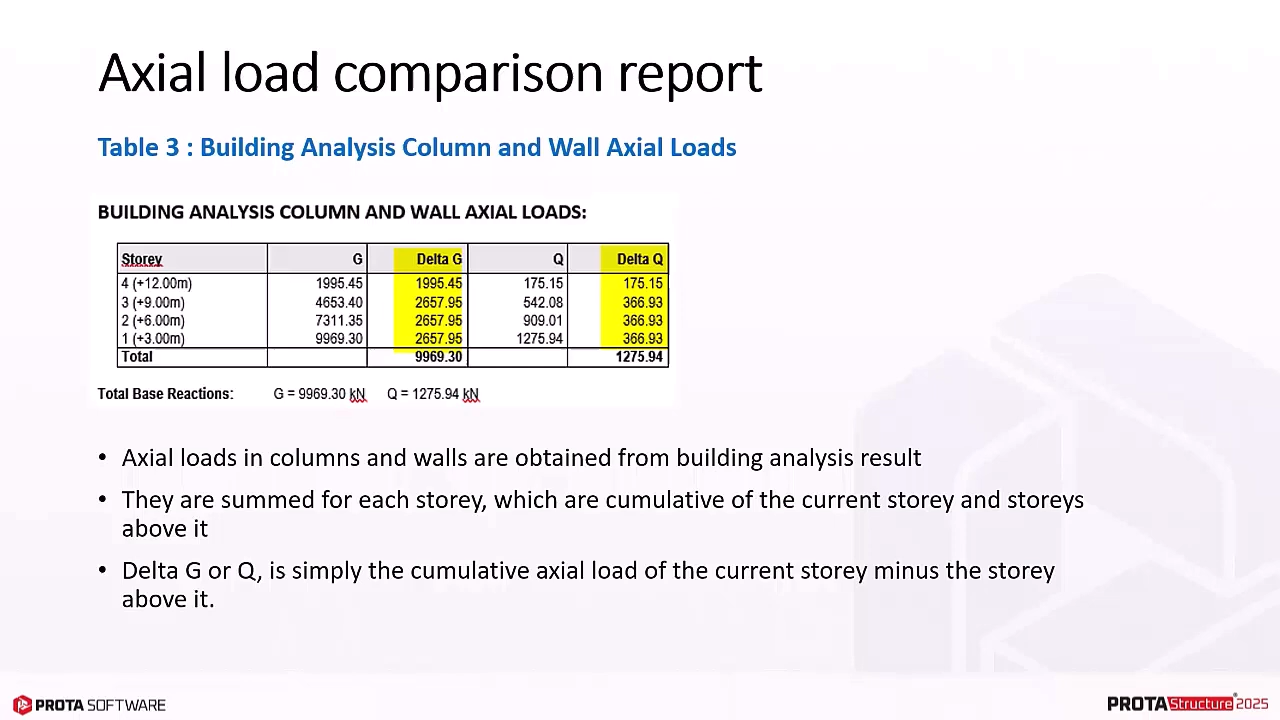 Axial load comparison report
Table 3 : Building Analysis Column and Wall Axial Loads
BUILDING ANALYSIS COLUMN AND WALL AXIAL LOADS:
Storey G Delta G Q Delta Q
4 (+12.00m) 1995.45 1995.45 175.15 175.15
3 (+9.00m) 4653.40 2657.95 542.08 366.93
2 (+6.00m) 7311.35 2657.95 909.01 366.93
1 (+3.00m) 9969.30 2657.95 1275.94 366.93
Total 9969.30 1275.94
Total Base Reactions: G = 9969.30 kN Q = 1275.94 kN
• Axial loads in columns and walls are obtained from building analysis result
• They are summed for each storey, which are cumulative of the current storey and storeys
above it
• Delta G or Q, is simply the cumulative axial load of the current storey minus the storey
above it.
PROTA SOFTWARE
PROTAStructure®2025